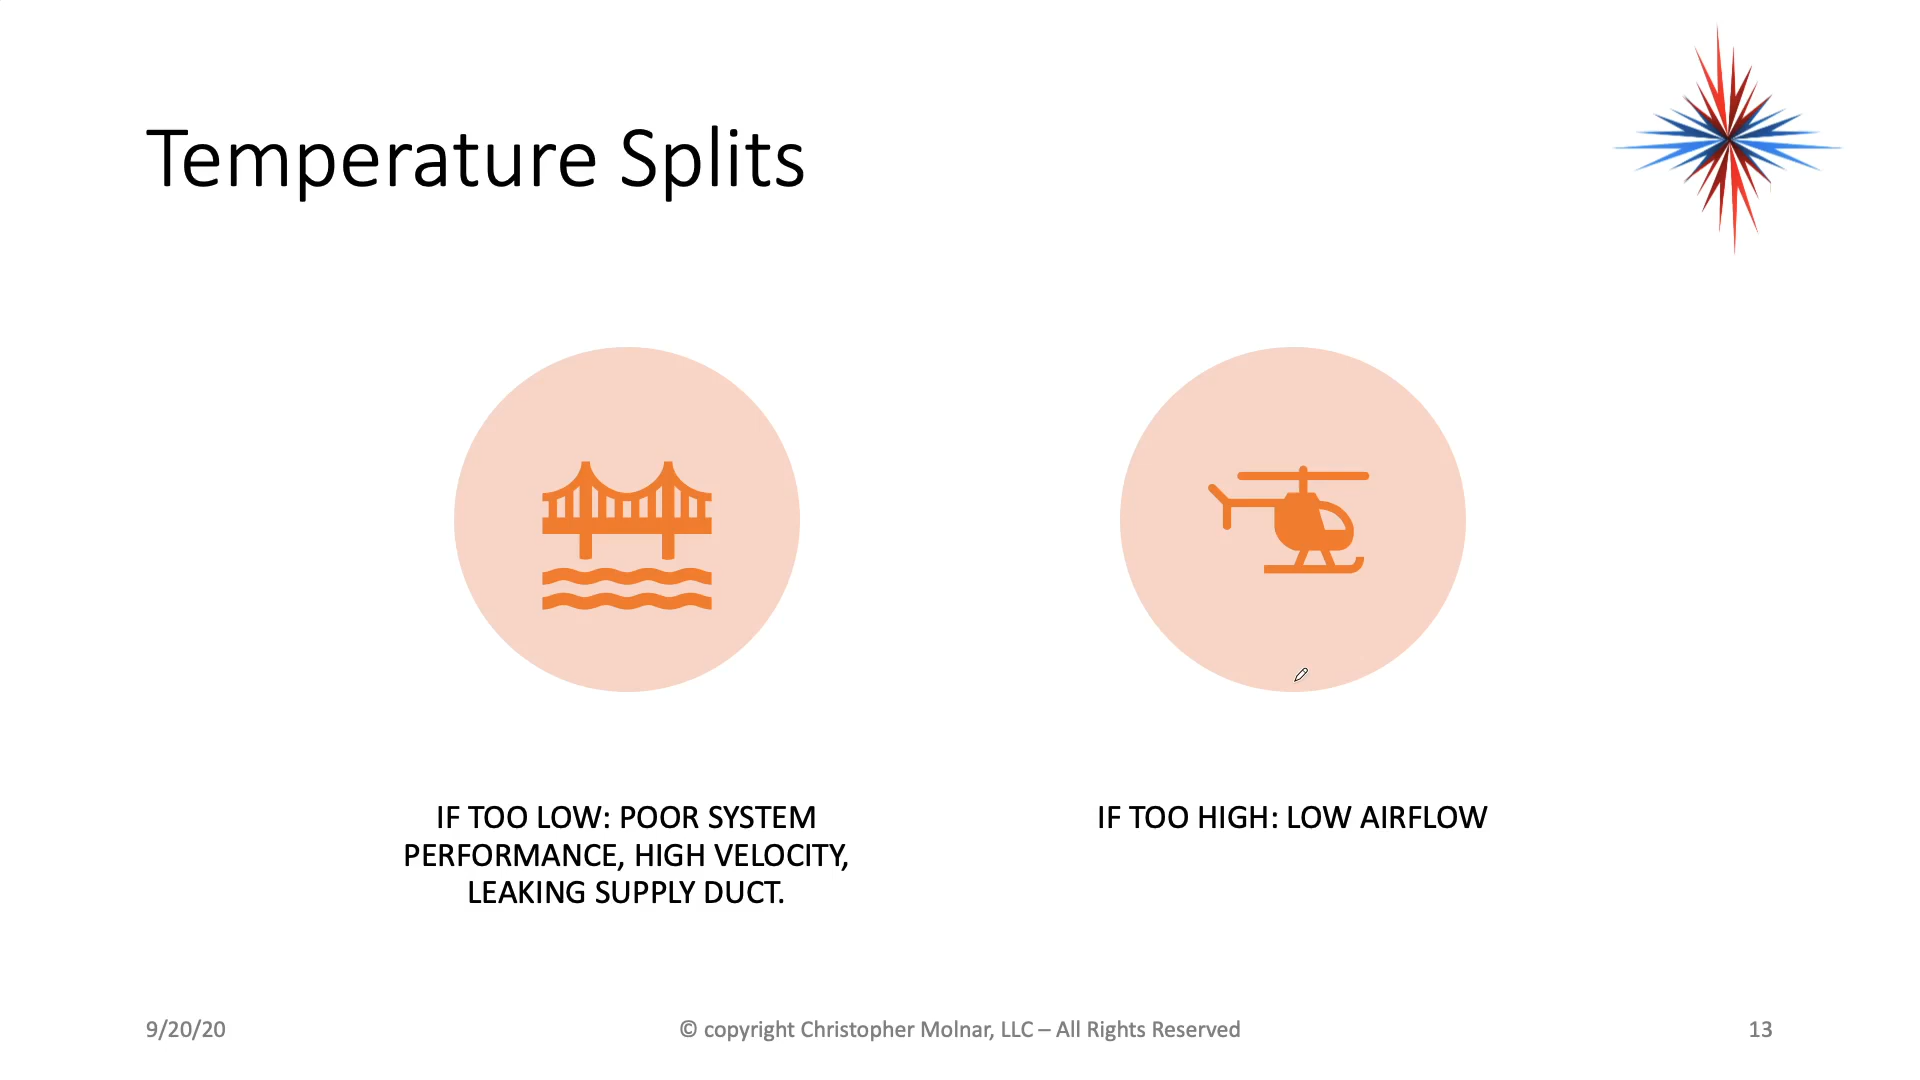 Temperature Splits
IF TOO LOW: POOR SYSTEM
PERFORMANCE, HIGH VELOCITY,
LEAKING SUPPLY DUCT.
IF TOO HIGH: LOW AIRFLOW
9/20/20
© copyright Christopher Molnar, LLC – All Rights Reserved
13